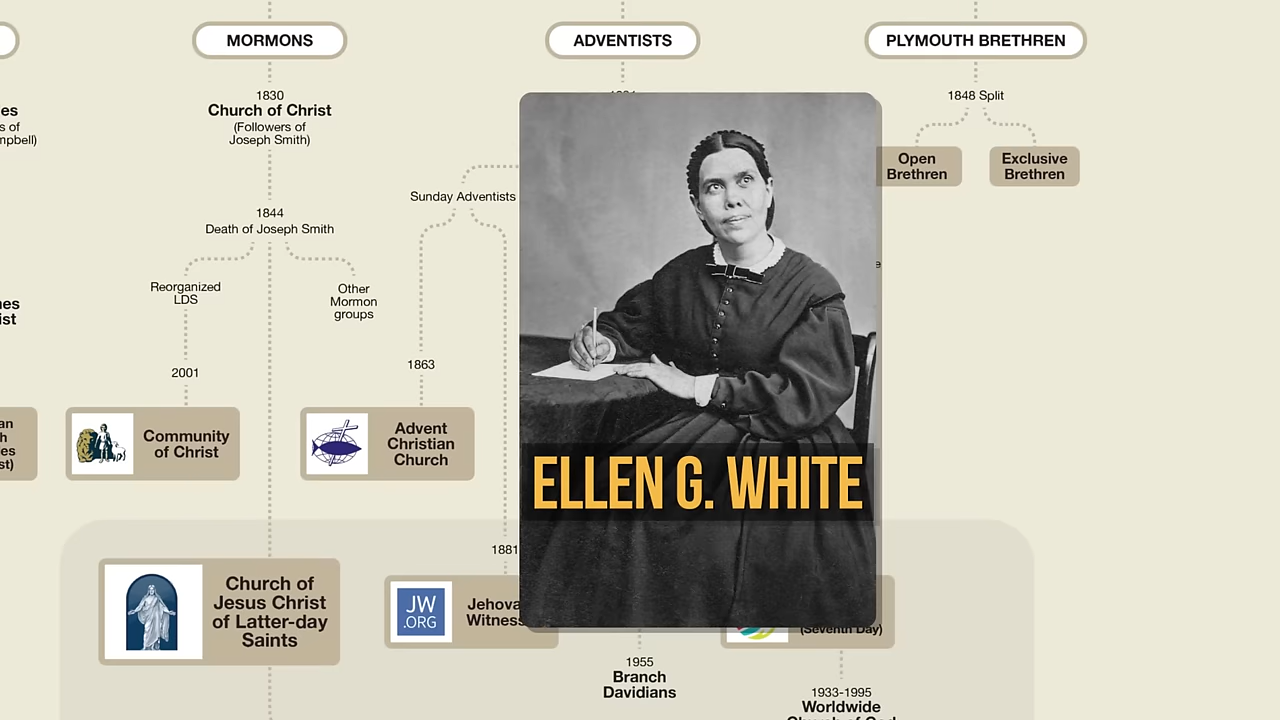 MORMONS
ADVENTISTS
PLYMOUTH BRETHREN
1830
Church of Christ
(Followers of
Joseph Smith)
1844
Death of Joseph Smith
Reorganized
LDS
Other
Mormon
groups
2001
Community
of Christ
Sunday Adventists
1863
Advent
Christian
Church
1848 Split
Open
Brethren
Exclusive
Brethren
ELLEN G. WHITE
Church of
Jesus Christ
of Latter-day
Saints
1881
JW
.ORG
(Seventh Day)
1955
Branch
Davidians
1933-1995
Worldwide